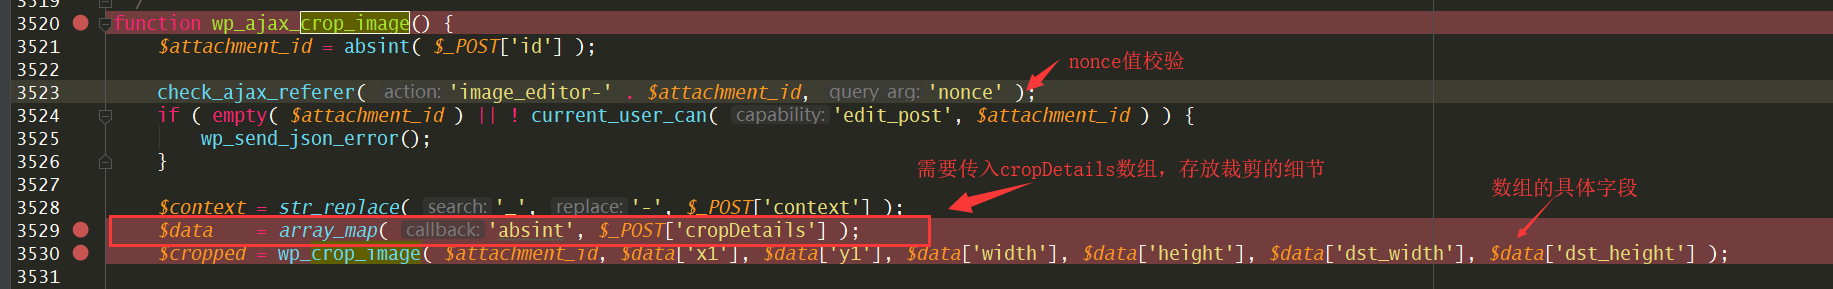 3519 /
3520 function wp_ajax_crop_image() {
3521 $attachment_id = absint( $_POST['id'] );
nonce值校验
3522
3523 check_ajax_referer( action: 'image_editor-' . $attachment_id, query arg: 'nonce' );
3524 if ( empty( $attachment_id ) || ! current_user_can( capability: 'edit_post', $attachment_id ) ) {
3525 wp_send_json_error();
3526 }
需要传入cropDetails数组，存放裁剪的细节
3527
数组的具体字段
3528 $context = str_replace( search: '_', replace: '-', $_POST['context'] );
3529 $data = array_map( callback: 'absint', $_POST['cropDetails'] );
3530 $cropped = wp_crop_image( $attachment_id, $data['x1'], $data['y1'], $data['width'], $data['height'], $data['dst_width'], $data['dst_height'] );
3531